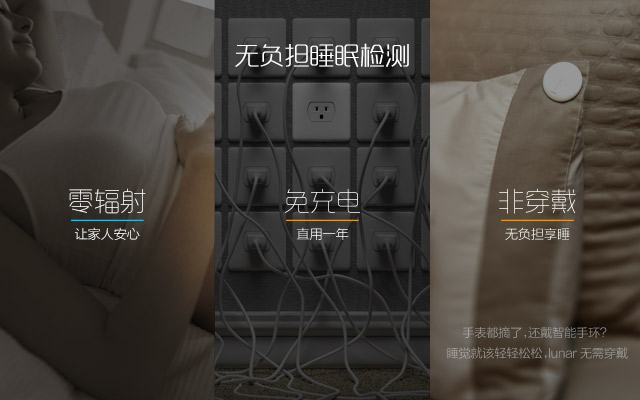 无负担睡眠检测
零辐射
让家人安心
免充电
直用一年
非穿戴
无负担享睡
手表都摘了,还戴智能手环?
睡觉就该轻轻松松,lunar 无需穿戴